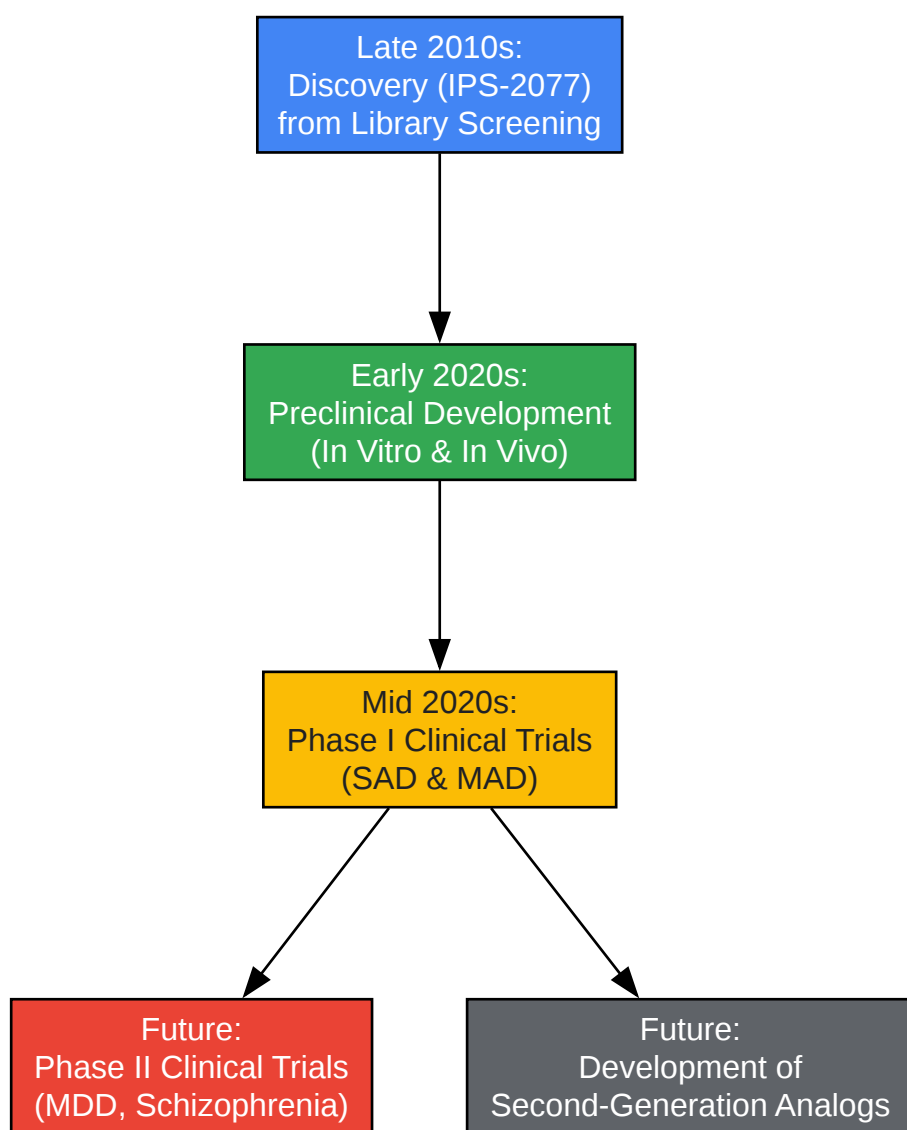 Late 2010s:
Discovery (IPS-2077)
from Library Screening
Early 2020s:
Preclinical Development
(In Vitro & In Vivo)
Mid 2020s:
Phase I Clinical Trials
(SAD & MAD)
Future:
Phase II Clinical Trials
(MDD, Schizophrenia)
Future:
Development of
Second-Generation Analogs